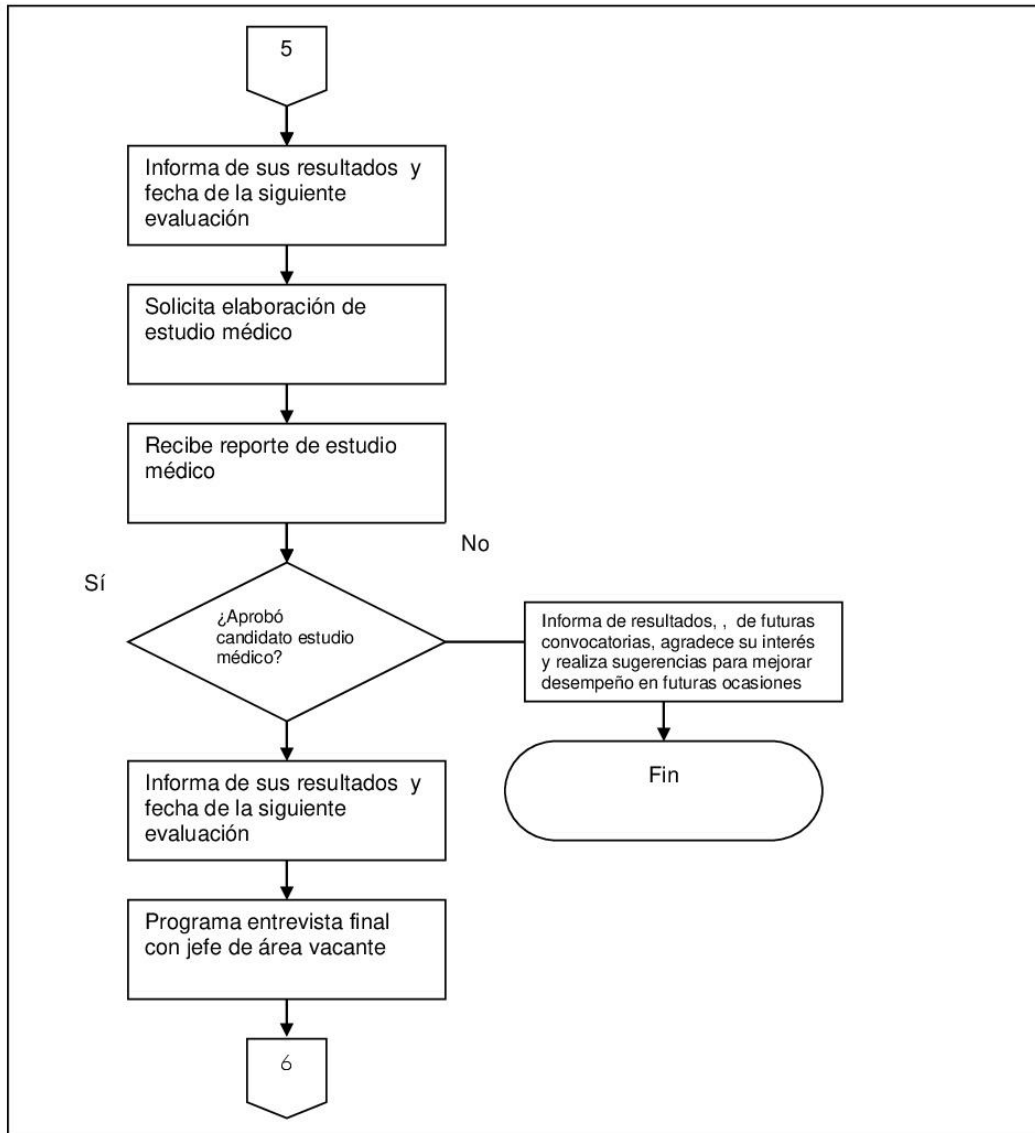 5
Informa de sus resultados y
fecha de la siguiente
evaluación
Solicita elaboración de
estudio médico
Recibe reporte de estudio
médico
No
Sí
¿Aprobó
candidato estudio
médico?
Informa de resultados, , de futuras
convocatorias, agradece su interés
y realiza sugerencias para mejorar
desempeño en futuras ocasiones
Fin
Informa de sus resultados y
fecha de la siguiente
evaluación
Programa entrevista final
con jefe de área vacante
6